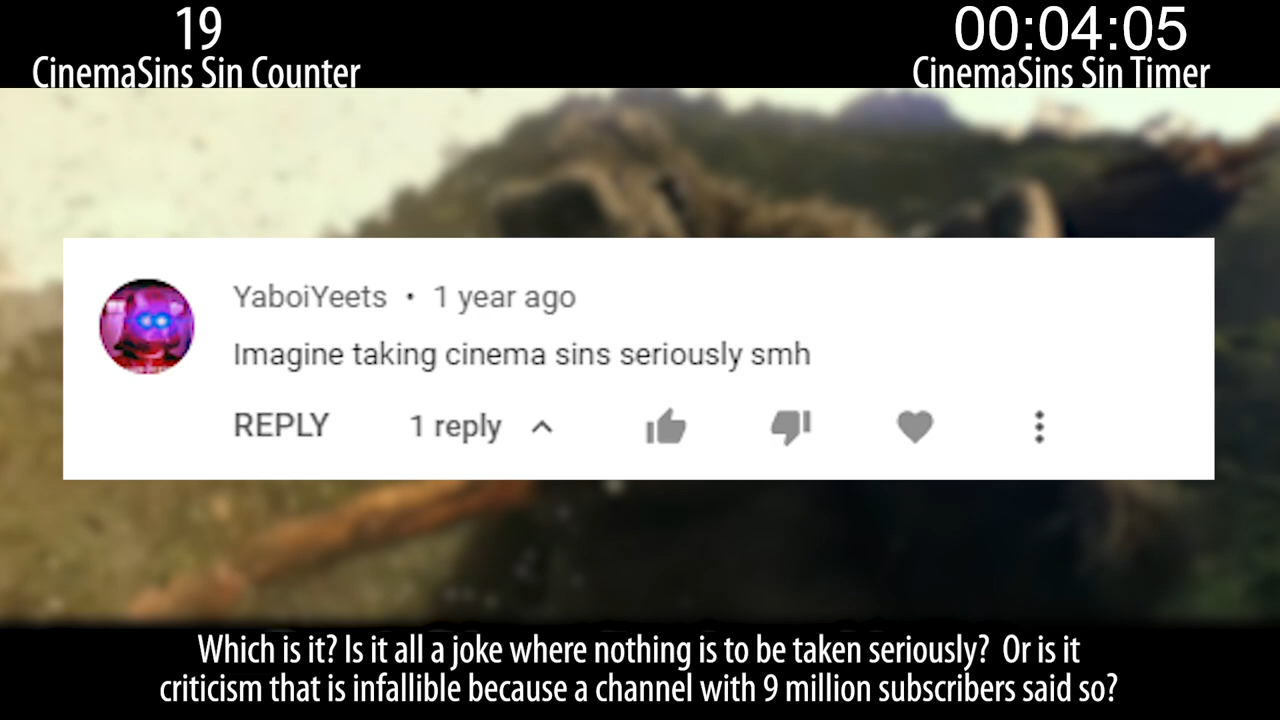 19
CinemaSins Sin Counter
00:04:05
CinemaSins Sin Timer
YaboiYeets • 1 year ago
Imagine taking cinema sins seriously smh
REPLY 1 reply
Which is it? Is it all a joke where nothing is to be taken seriously? Or is it
criticism that is infallible because a channel with 9 million subscribers said so?